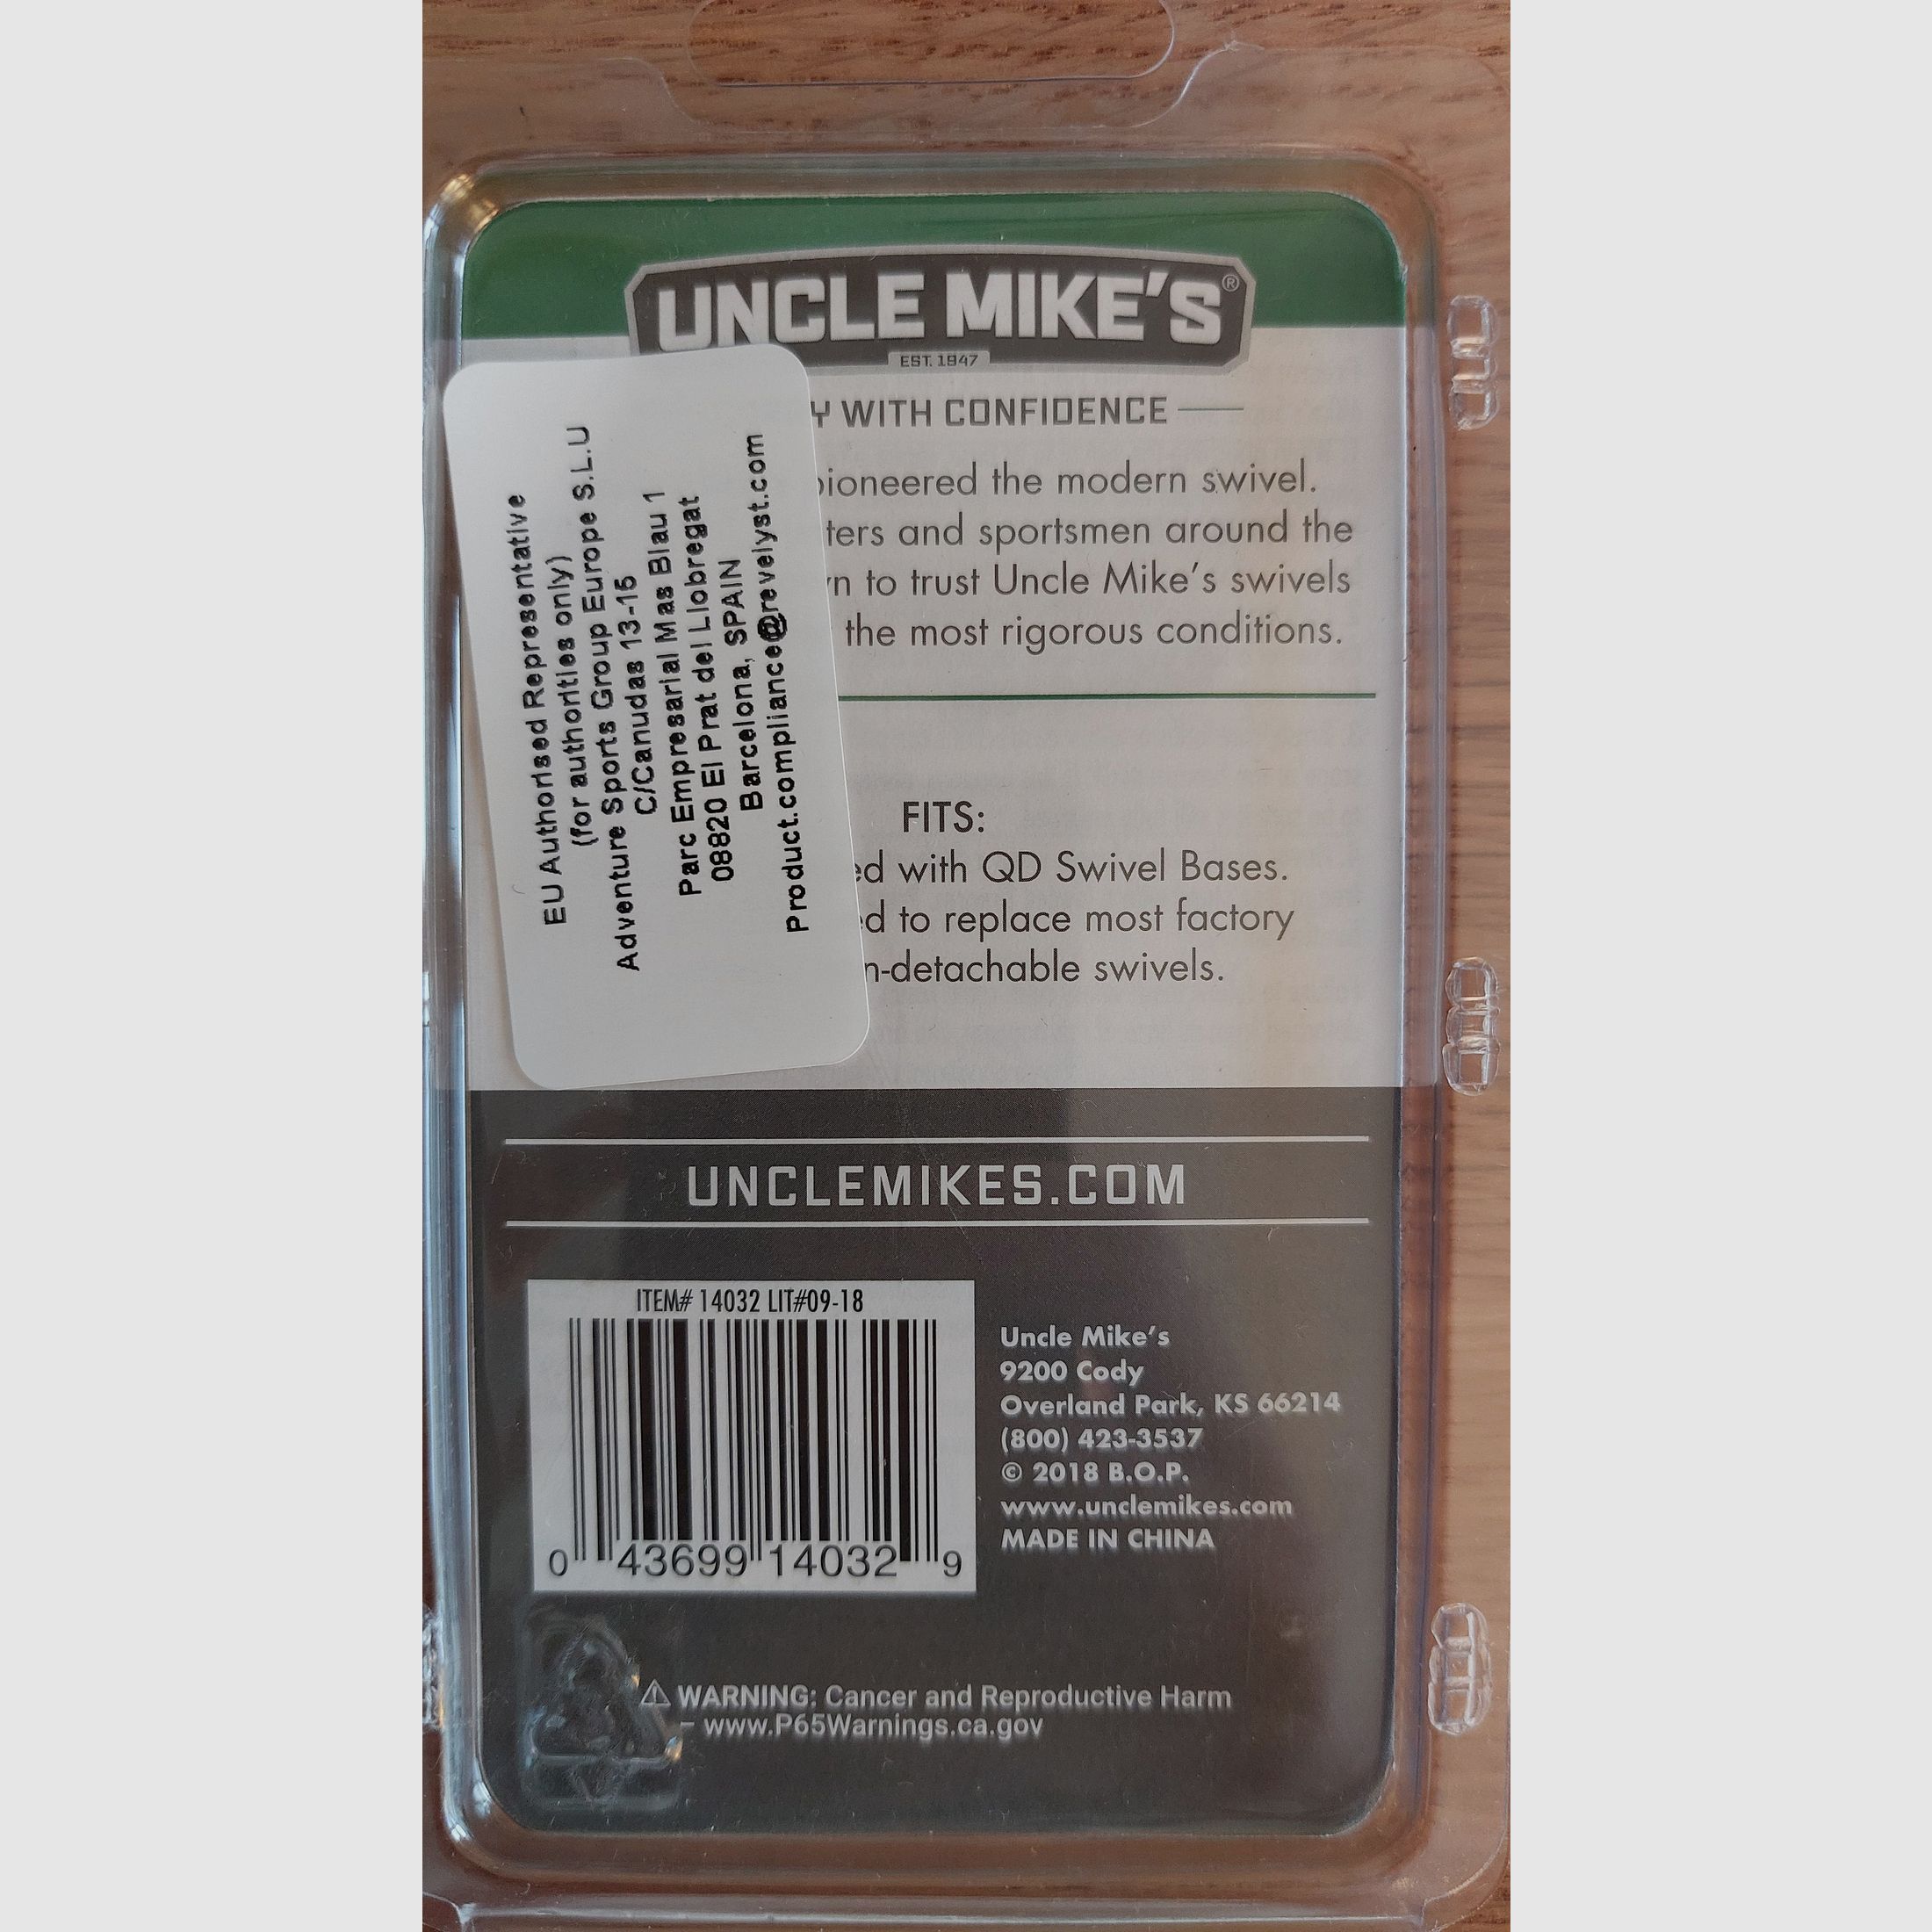 UNCLE MIKE'S®
EST. 1947
WITH CONFIDENCE
the modern swivel.
and sportsmen around the
to trust Uncle Mike's swivels
the most rigorous conditions.
EU Authorised Representative
(for authorities only)
Adventure Sports Group Europe S.L.U
C/Canudas 13-15
Parc Empresarial Mas Blau 1
08820 El Prat del Llobregat
Barcelona, SPAIN
Product.compliance@revelyst.com
FITS:
with QD Swivel Bases.
to replace most factory
-detachable swivels.
UNCLEMIKES.COM
ITEM# 14032 LIT#09-18
0 43699 14032 9
Uncle Mike's
9200 Cody
Overland Park, KS 66214
(800) 423-3537
© 2018 B.O.P.
www.unclemikes.com
MADE IN CHINA
⚠ WARNING: Cancer and Reproductive Harm
– www.P65Warnings.ca.gov